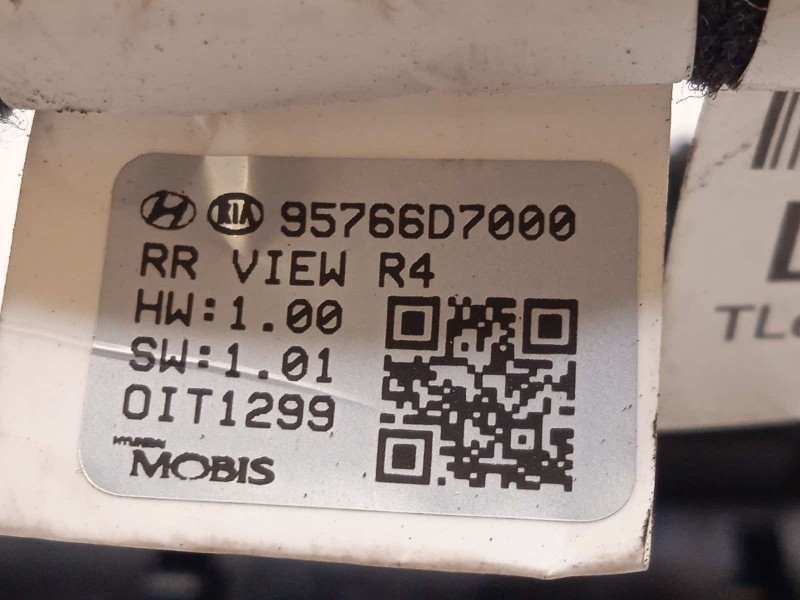 KIA 95766D7000
RR VIEW R4
HW:1.00
SW:1.01
OIT1299
HYUNDAI
MOBIS
TL